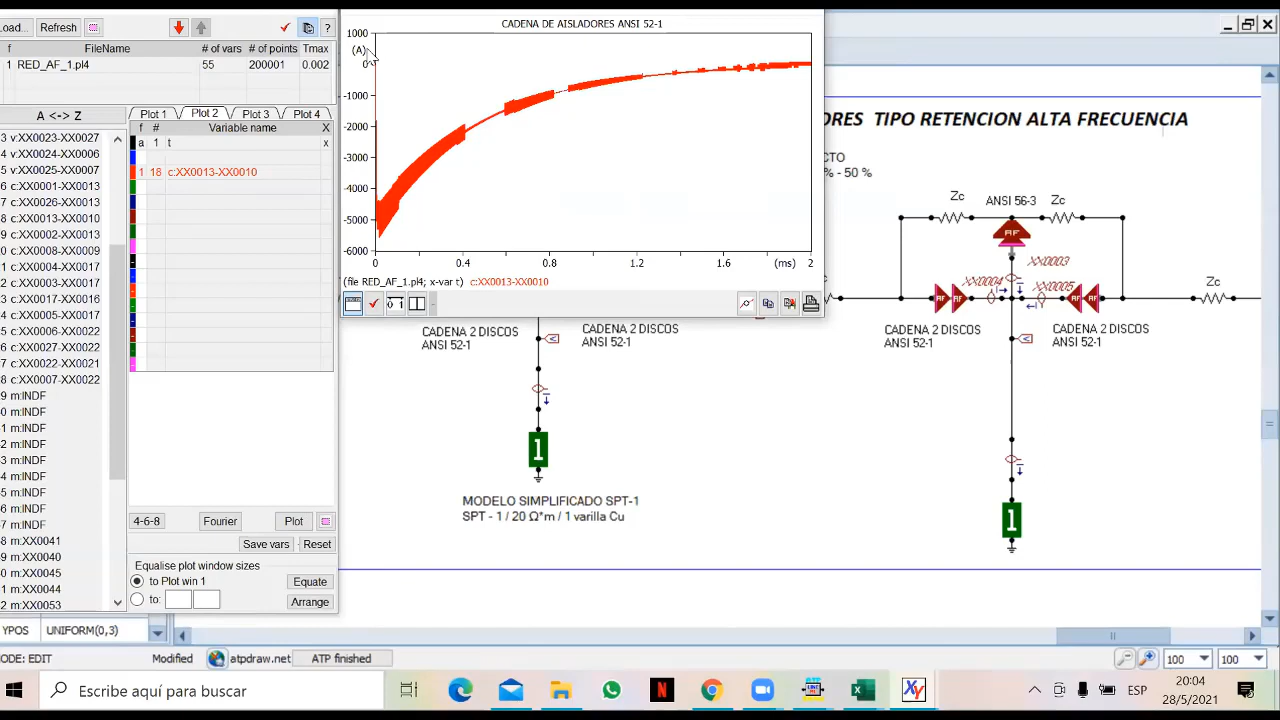 Load...
Refresh
?
f FileName # of vars # of points Tmax
1 RED_AF_1.pl4 55 200001 0.002
A <-> Z
Plot 1
Plot 2
Plot 3
Plot 4
f # Variable name X
a 1 t x
1 18 c:XX0013-XX0010
3 v:XX0023-XX0027
4 v:XX0024-XX0006
5 v:XX0025-XX0007
6 c:XX0001-XX0013
7 c:XX0026-XX0013
8 c:XX0013-XX0010
0 c:XX0008-XX0009
1 c:XX0004-XX0017
2 c:XX0003-XX0017
3 c:XX0017-XX0016
4 c:XX0005-XX0017
5 c:XX0006-XX0022
6 c:XX0027-XX0022
7 c:XX0022-XX0021
8 c:XX0007-XX0022
9 m:INDF
0 m:INDF
1 m:INDF
2 m:INDF
3 m:INDF
4 m:INDF
5 m:INDF
6 m:INDF
7 m:INDF
8 m:XX0041
9 m:XX0040
0 m:XX0045
1 m:XX0044
2 m:XX0053
4-6-8
Fourier
Plot
Save vars
Reset
Equalise plot window sizes
to Plot win 1
Equate
to:
Arrange
YPOS UNIFORM(0,3)
ODE: EDIT
Modified
atpdraw.net
ATP finished
CADENA DE AISLADORES ANSI 52-1
1000
(A)
0
-1000
-2000
-3000
-4000
-5000
-6000
0 0.4 0.8 1.2 1.6 (ms) 2
(file RED_AF_1.pl4; x-var t) c:XX0013-XX0010
ORES TIPO RETENCION ALTA FRECUENCIA
CTO
% - 50 %
Zc
ANSI 56-3
Zc
RF
XX0003
XX0004
XX0005
RF RF
RF RF
Zc
CADENA 2 DISCOS
ANSI 52-1
CADENA 2 DISCOS
ANSI 52-1
CADENA 2 DISCOS
ANSI 52-1
CADENA 2 DISCOS
ANSI 52-1
1
1
MODELO SIMPLIFICADO SPT-1
SPT - 1 / 20 Ω*m / 1 varilla Cu
100
100
Escribe aquí para buscar
ESP
20:04
28/5/2021